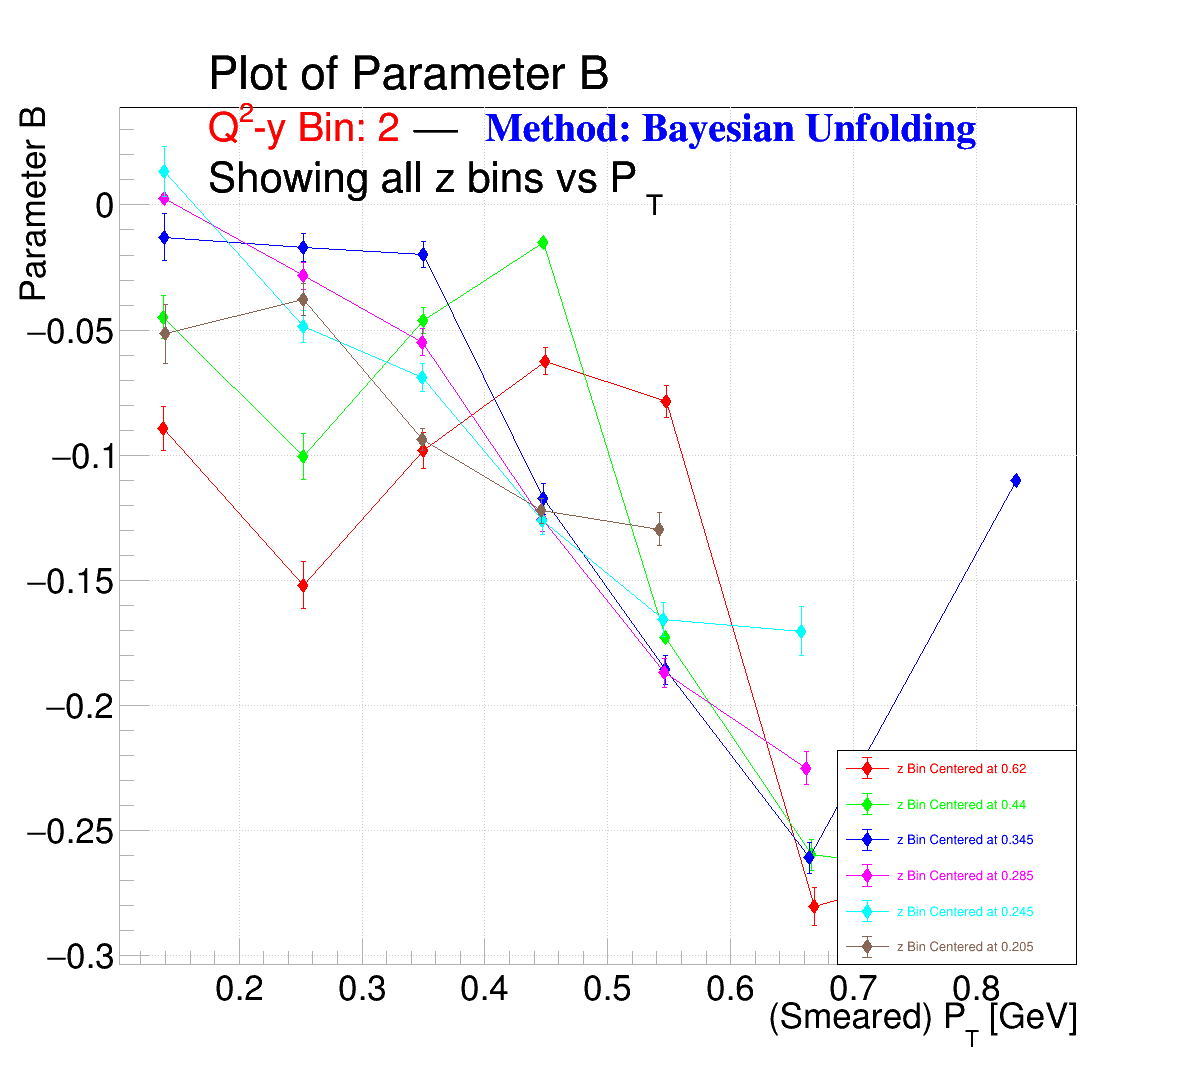 Plot of Parameter B
Q²-y Bin: 2 — Method: Bayesian Unfolding
Showing all z bins vs P_T
Parameter B
0
−0.05
−0.1
−0.15
−0.2
−0.25
−0.3
z Bin Centered at 0.62
z Bin Centered at 0.44
z Bin Centered at 0.345
z Bin Centered at 0.285
z Bin Centered at 0.245
z Bin Centered at 0.205
0.2 0.3 0.4 0.5 0.6 0.7 0.8
(Smeared) P_T [GeV]